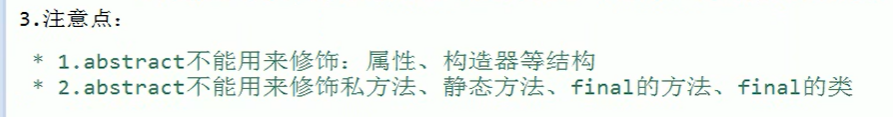 3.注意点：
* 1.abstract不能用来修饰：属性、构造器等结构
* 2.abstract不能用来修饰私方法、静态方法、final的方法、final的类